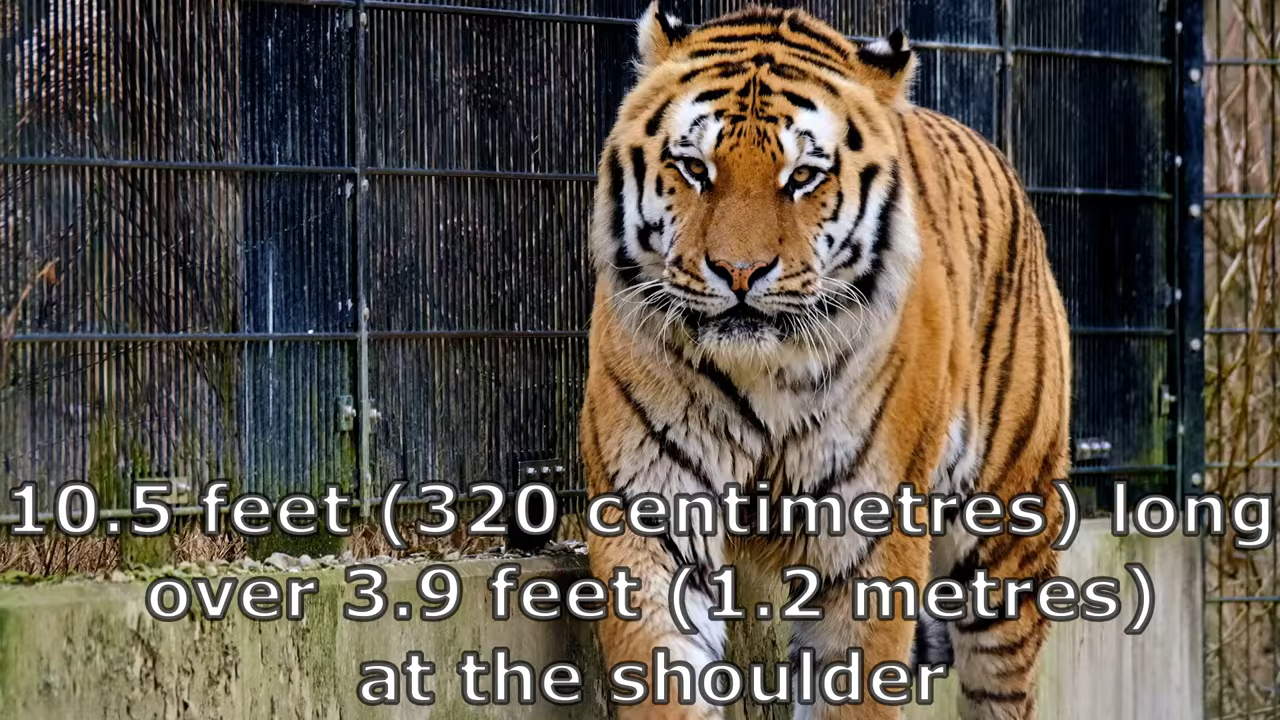 10.5 feet (320 centimetres) long
over 3.9 feet (1.2 metres)
at the shoulder